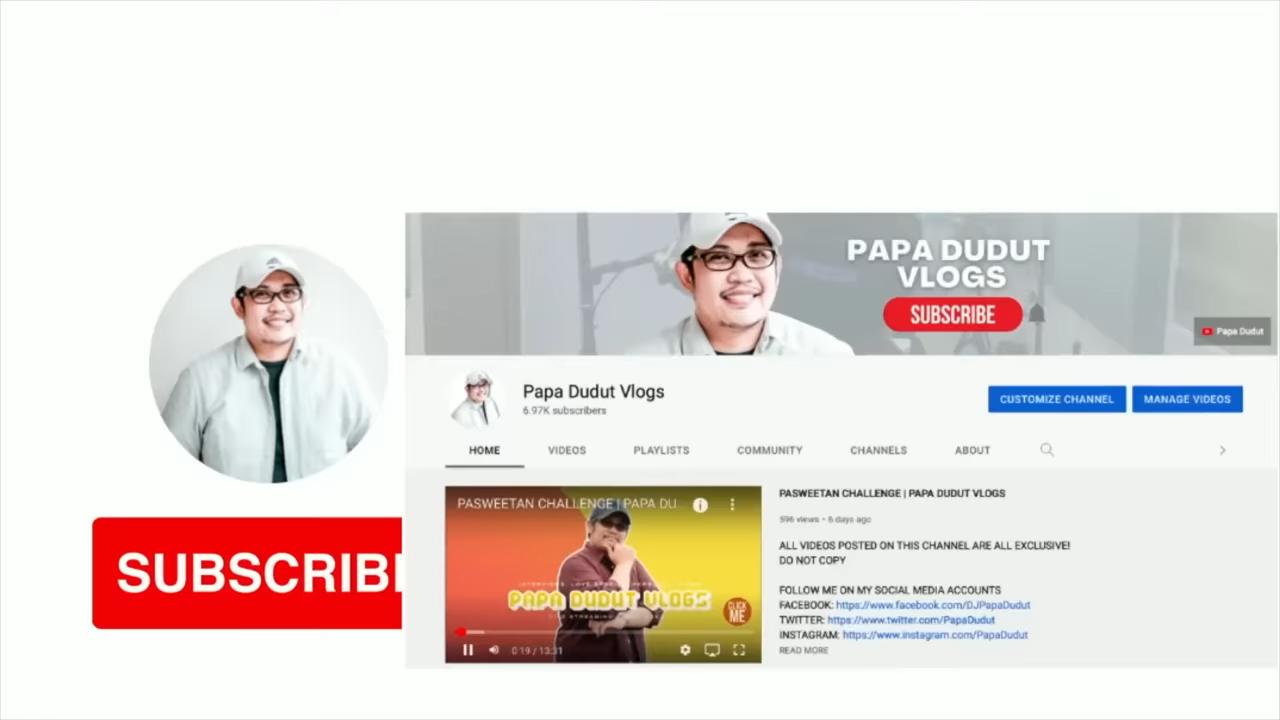 PAPA DUDUT
VLOGS
SUBSCRIBE
Papa Dudut
Papa Dudut Vlogs
6.97K subscribers
CUSTOMIZE CHANNEL
MANAGE VIDEOS
HOME
VIDEOS
PLAYLISTS
COMMUNITY
CHANNELS
ABOUT
SUBSCRIBE
PASWEETAN CHALLENGE | PAPA DU
PAPA DUDUT VLOGS
CLICK
ME
0:19 / 13:31
PASWEETAN CHALLENGE | PAPA DUDUT VLOGS
596 views • 6 days ago
ALL VIDEOS POSTED ON THIS CHANNEL ARE ALL EXCLUSIVE!
DO NOT COPY
FOLLOW ME ON MY SOCIAL MEDIA ACCOUNTS
FACEBOOK: https://www.facebook.com/DJPapaDudut
TWITTER: https://www.twitter.com/PapaDudut
INSTAGRAM: https://www.instagram.com/PapaDudut
READ MORE